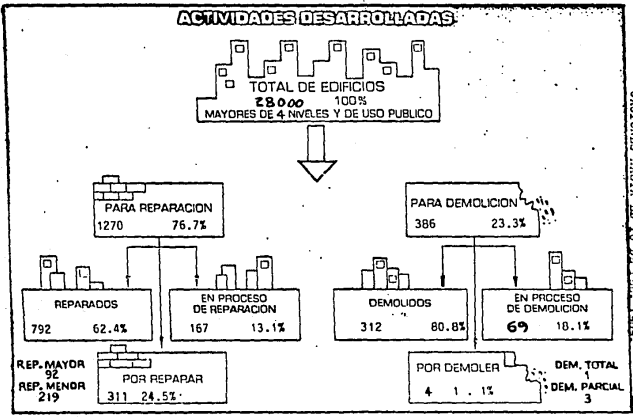 ACTIVIDADES DESARROLLADAS
TOTAL DE EDIFICIOS
28000 100%
MAYORES DE 4 NIVELES Y DE USO PUBLICO
PARA REPARACION
1270 76.7%
PARA DEMOLICION
386 23.3%
REPARADOS
792 62.4%
EN PROCESO
DE REPARACION
167 13.1%
DEMOLIDOS
312 80.8%
EN PROCESO
DE DEMOLICION
69 18.1%
REP. MAYOR
92
REP. MENOR
219
POR REPARAR
311 24.5%
POR DEMOLER
4 1.1%
DEM. TOTAL
1
DEM. PARCIAL
3